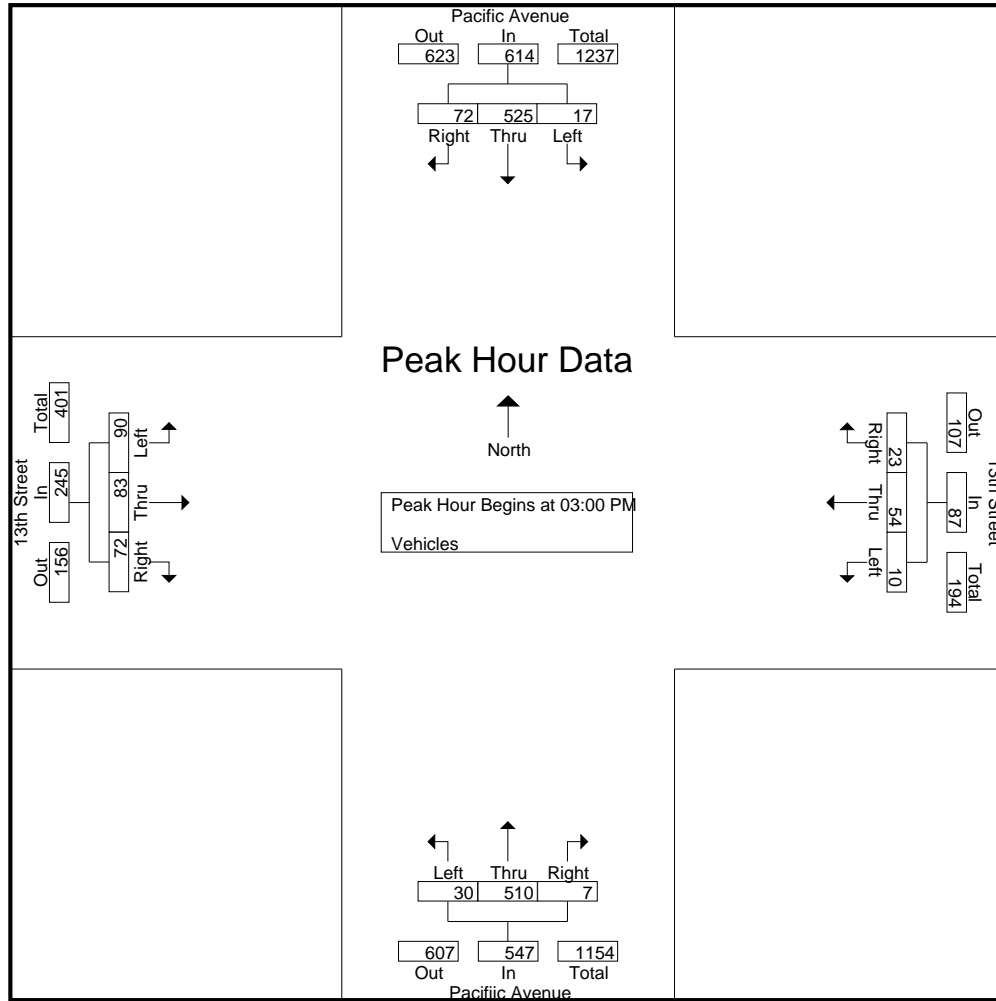 Pacific Avenue
Out In Total
623 614 1237
72 525 17
Right Thru Left
Peak Hour Data
North
Peak Hour Begins at 03:00 PM
Vehicles
13th Street
Total In Out
401 245 156
90 83 72
Left Thru Right
Right Thru Left
23 54 10
Out In Total
107 87 194
13th Street
Left Thru Right
30 510 7
607 547 1154
Out In Total
Pacifiic Avenue